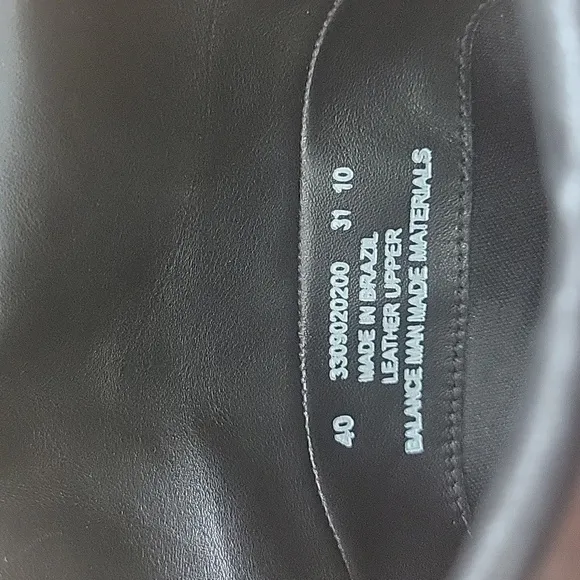 40 3309020200 31 10
MADE IN BRAZIL
LEATHER UPPER
BALANCE MAN MADE MATERIALS